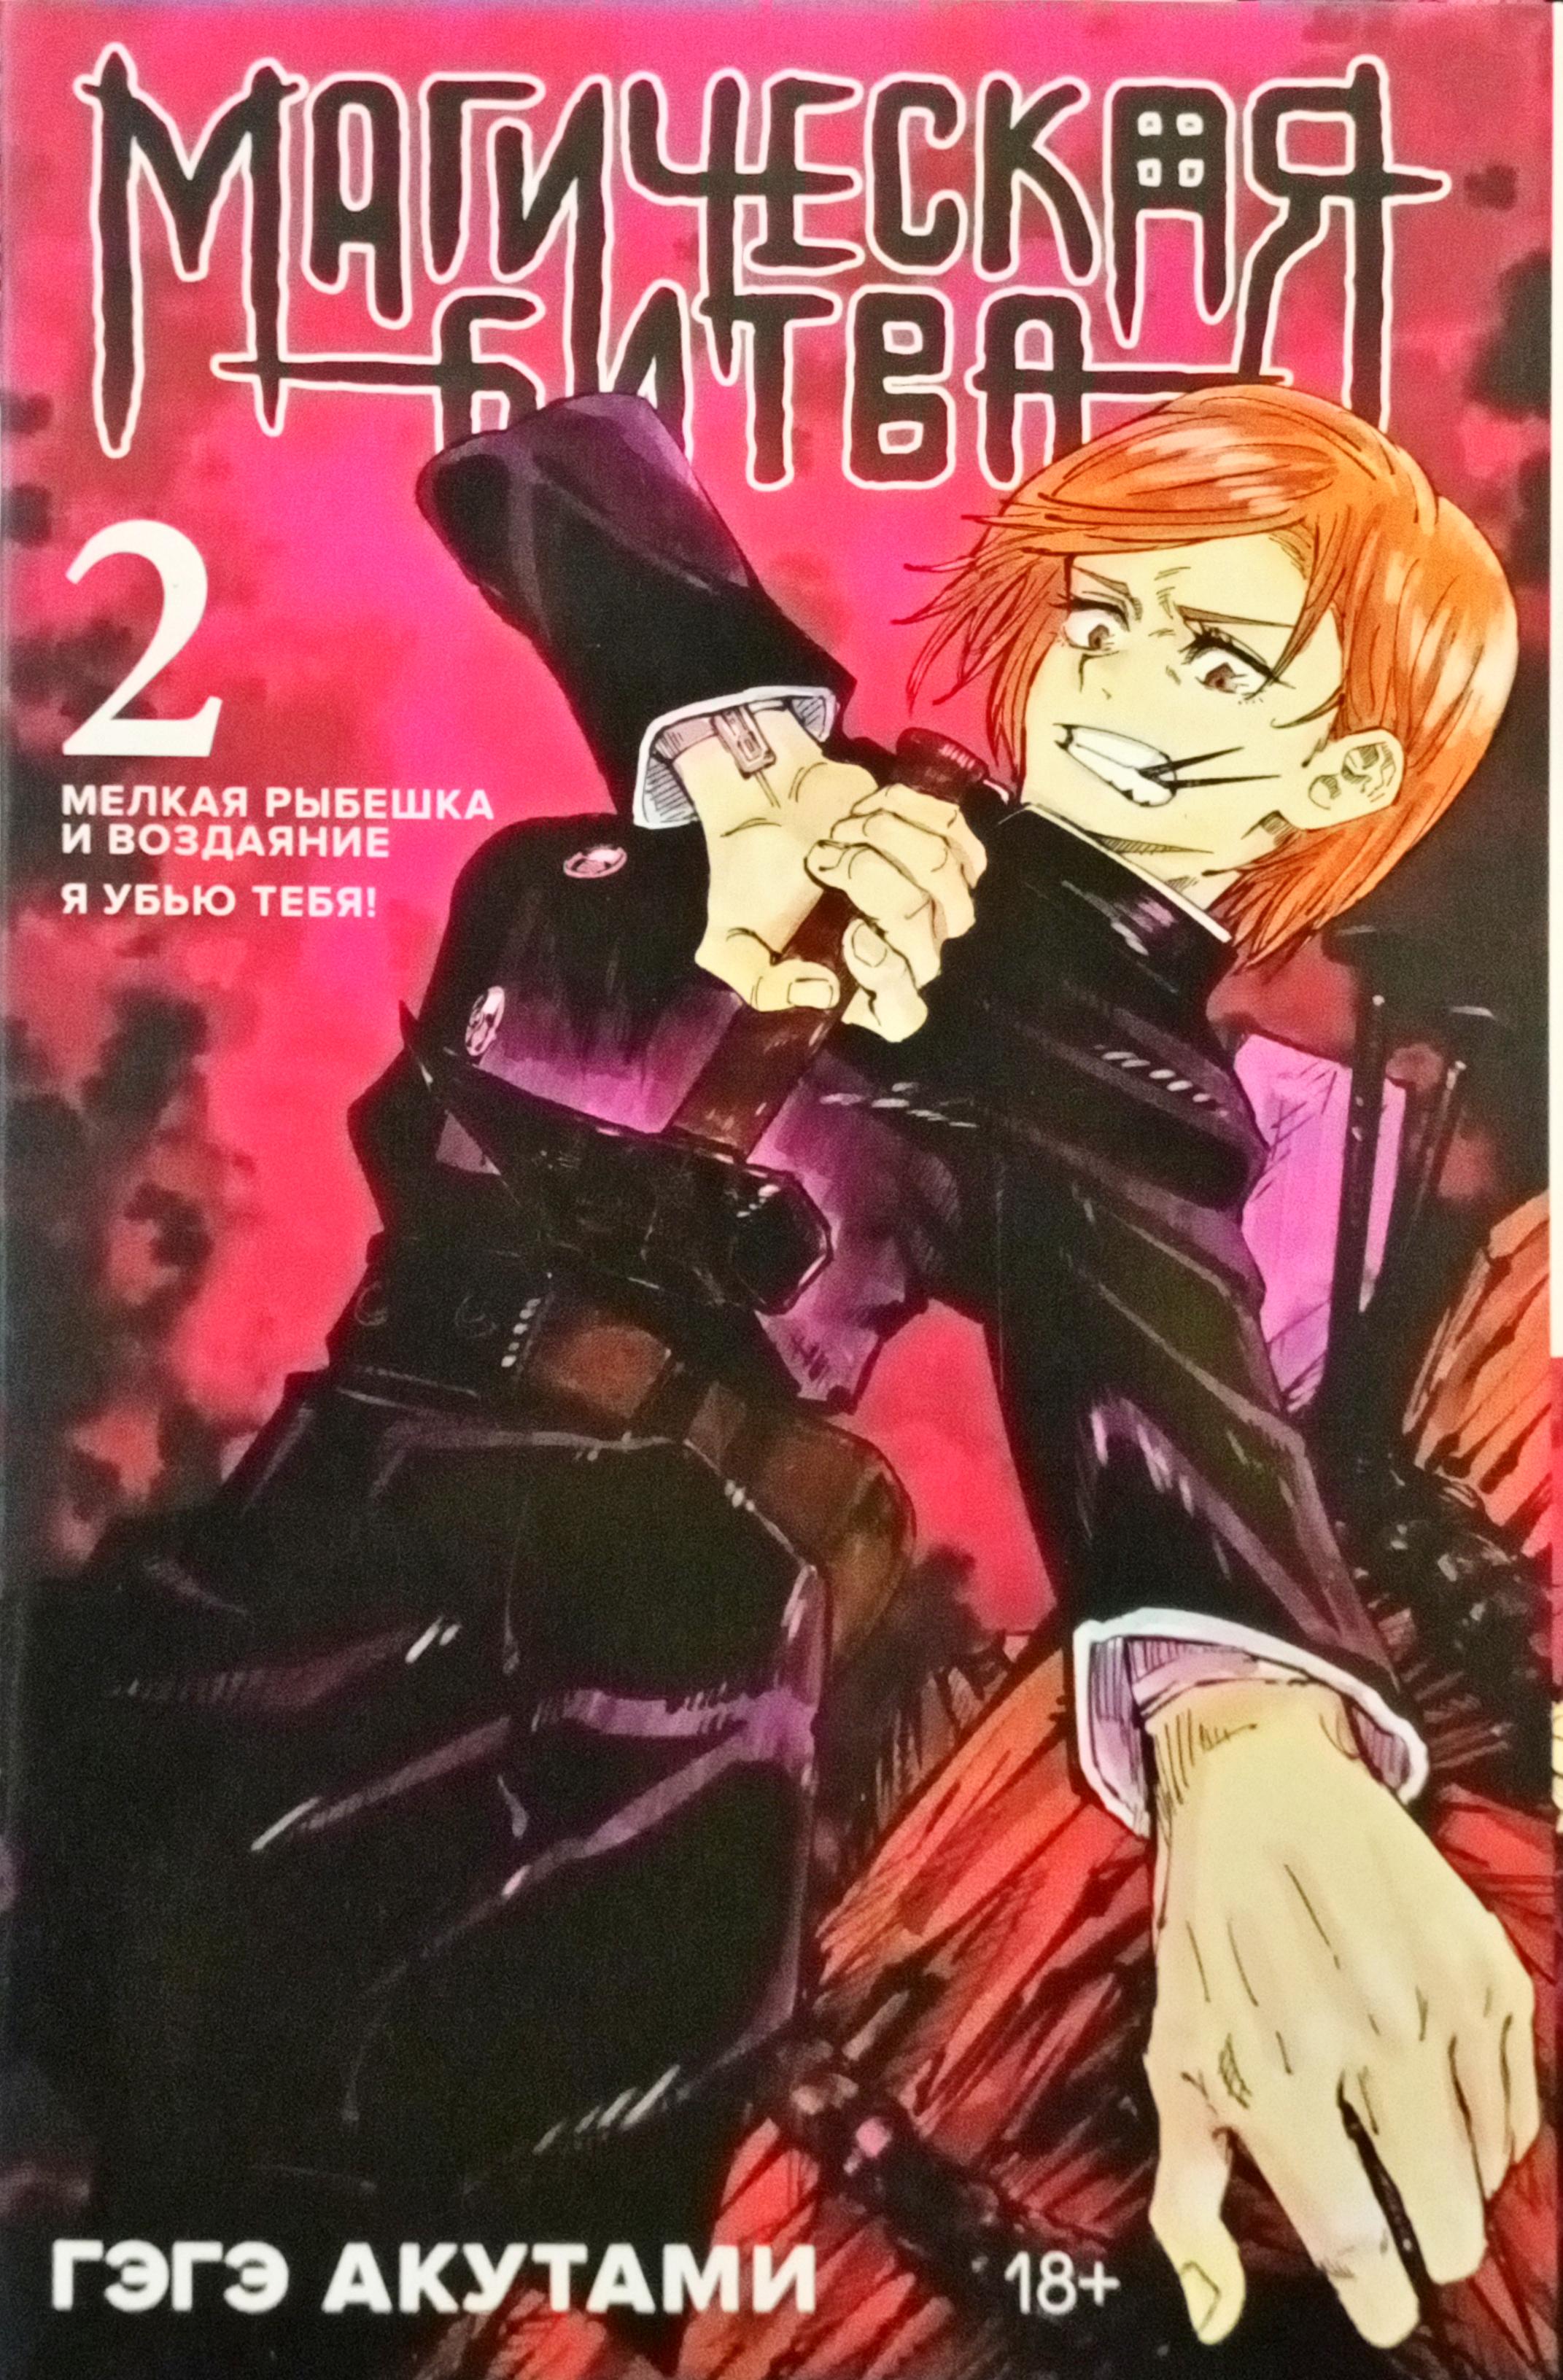 МАГИЧЕСКАЯ
БИТВА
2
МЕЛКАЯ РЫБЕШКА
И ВОЗДАЯНИЕ
Я УБЬЮ ТЕБЯ!
ГЭГЭ АКУТАМИ
18+